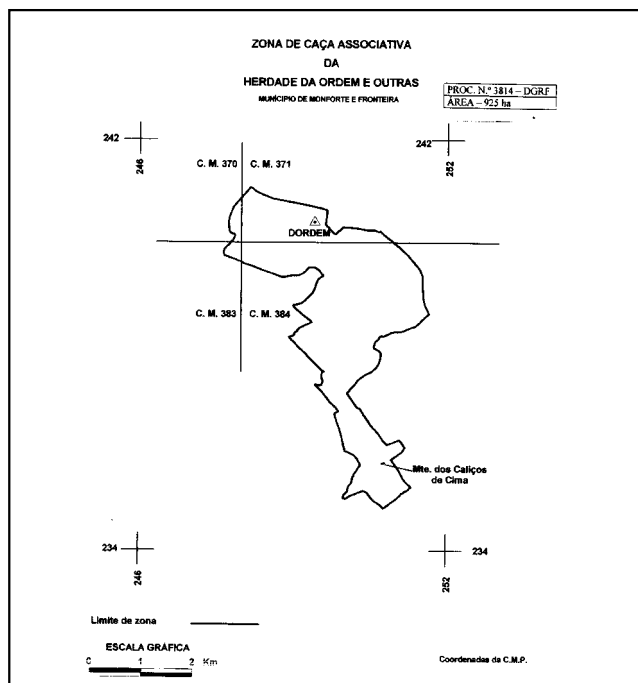 ZONA DE CAÇA ASSOCIATIVA
DA
HERDADE DA ORDEM E OUTRAS
MUNICÍPIO DE MONFORTE E FRONTEIRA
PROC. N.º 3814 – DGRF
ÁREA – 925 ha
242
246
242
252
C. M. 370
C. M. 371
DORDEM
C. M. 383
C. M. 384
Mte. dos Caliços
de Cima
234
246
234
252
Limite de zona
ESCALA GRÁFICA
0 1 2 Km
Coordenadas da C.M.P.